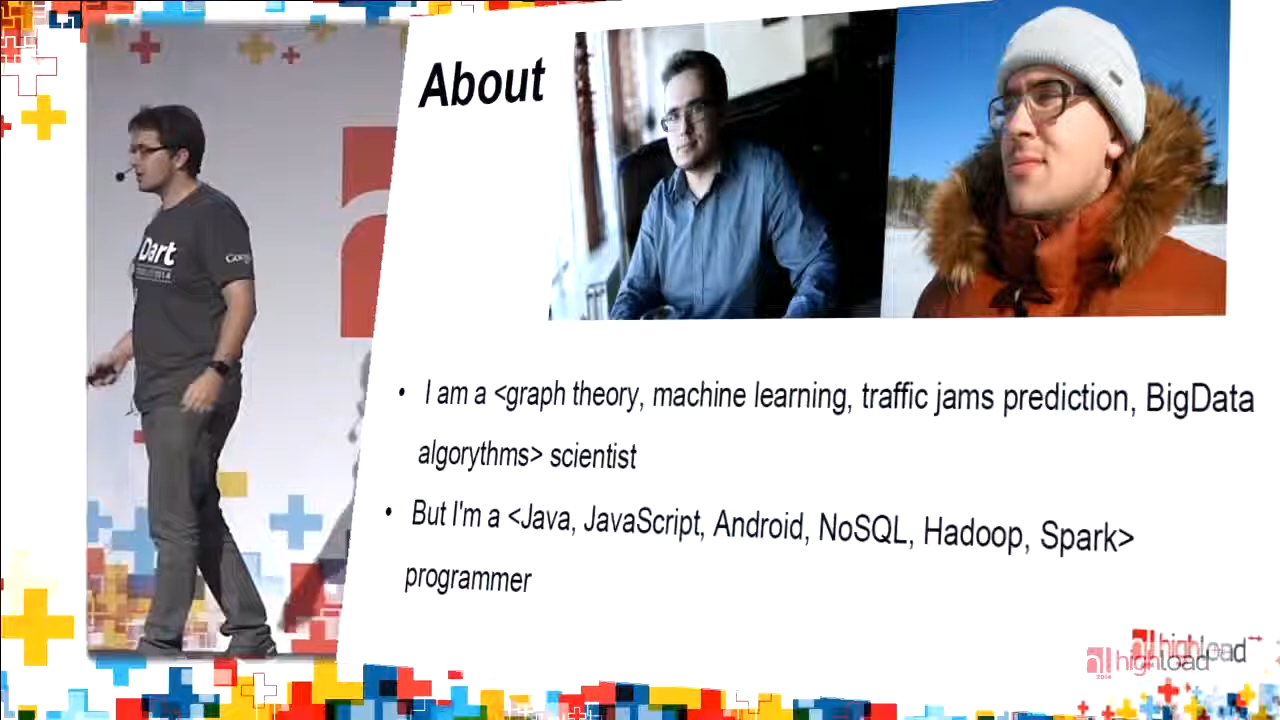 About
Dart
• I am a <graph theory, machine learning, traffic jams prediction, BigData
algorythms> scientist
• But I'm a <Java, JavaScript, Android, NoSQL, Hadoop, Spark>
programmer
highload
highload
2014